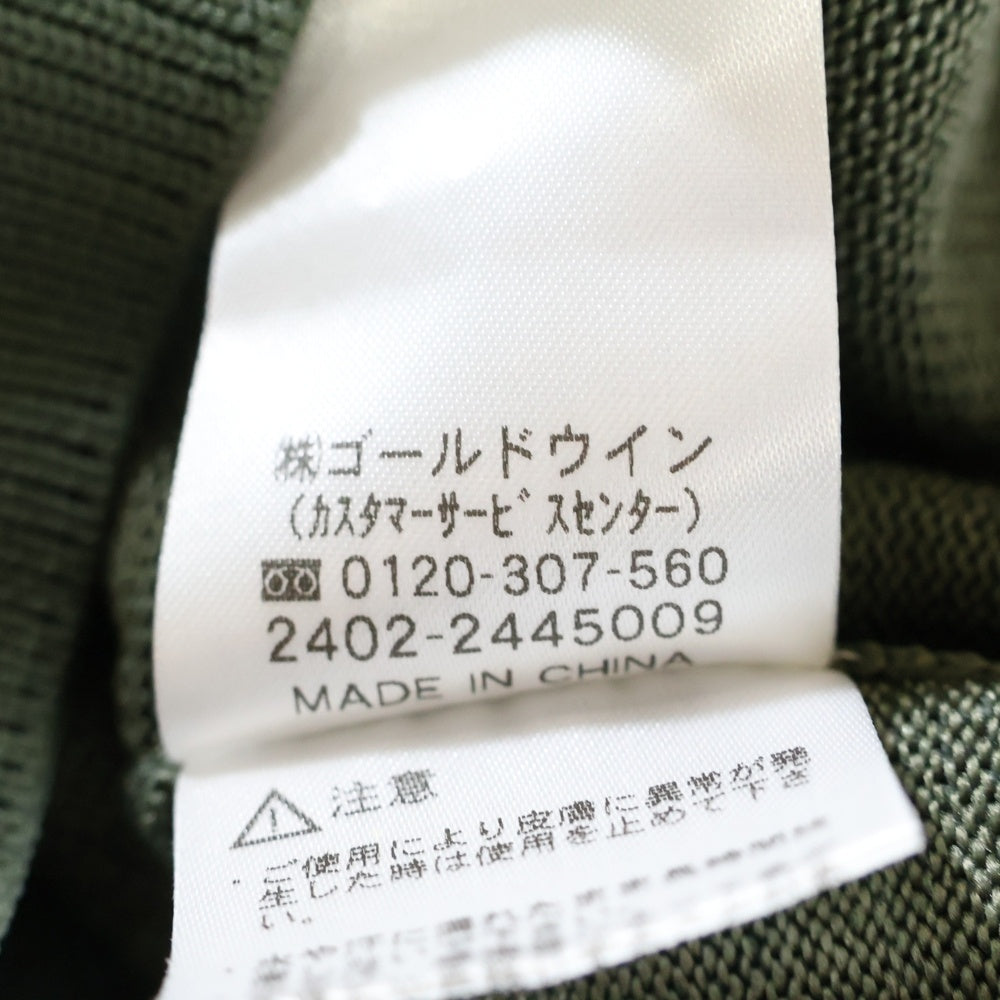 ㈱ゴールドウイン
(カスタマーサービスセンター)
0120-307-560
2402-2445009
MADE IN CHINA
注意
・ご使用により皮膚に異常が発
生した時は使用を止めて下さ
い。